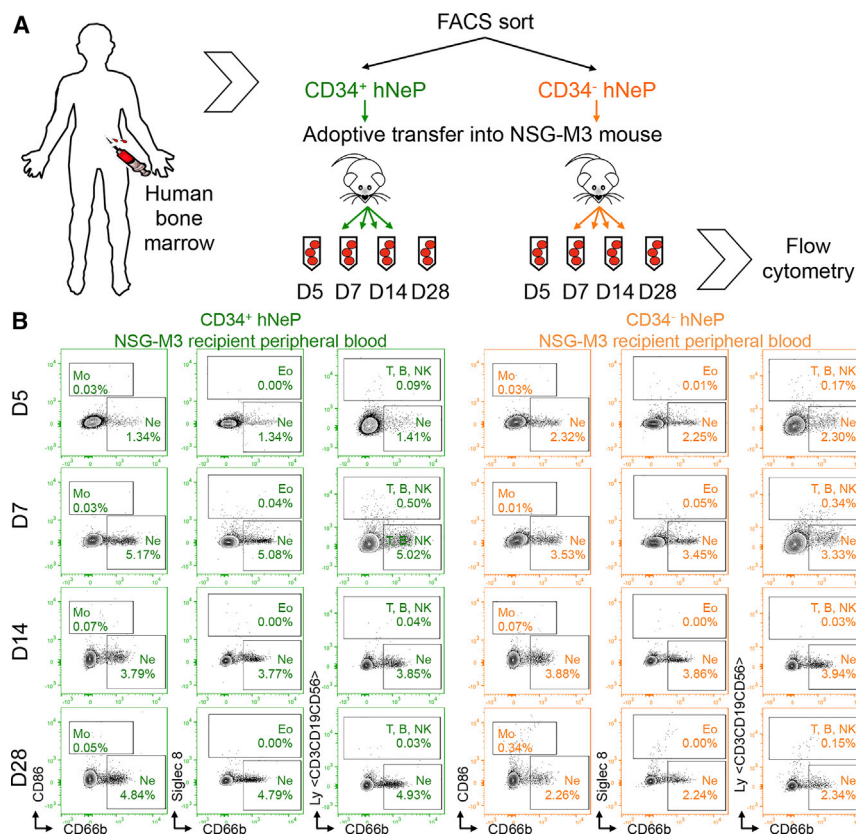 A
FACS sort
CD34+ hNeP CD34- hNeP
Adoptive transfer into NSG-M3 mouse
Human
bone
marrow
D5 D7 D14 D28 D5 D7 D14 D28
Flow
cytometry
B
CD34+ hNeP
NSG-M3 recipient peripheral blood
CD34- hNeP
NSG-M3 recipient peripheral blood
D5
Mo 0.03% Ne 1.34%
Eo 0.00% Ne 1.34%
T, B, NK 0.09% Ne 1.41%
Mo 0.03% Ne 2.32%
Eo 0.01% Ne 2.25%
T, B, NK 0.17% Ne 2.30%
D7
Mo 0.03% Ne 5.17%
Eo 0.04% Ne 5.08%
T, B, NK 0.50% T, B, NK 5.02%
Mo 0.01% Ne 3.53%
Eo 0.05% Ne 3.45%
T, B, NK 0.34% Ne 3.33%
D14
Mo 0.07% Ne 3.79%
Eo 0.00% Ne 3.77%
T, B, NK 0.04% Ne 3.85%
Mo 0.07% Ne 3.88%
Eo 0.00% Ne 3.86%
T, B, NK 0.03% Ne 3.94%
D28
Mo 0.05% Ne 4.84%
Eo 0.00% Ne 4.79%
T, B, NK 0.03% Ne 4.93%
Mo 0.34% Ne 2.26%
Eo 0.00% Ne 2.24%
T, B, NK 0.15% Ne 2.34%
CD86 Siglec 8 Ly <CD3CD19CD56> CD86 Siglec 8 Ly <CD3CD19CD56>
CD66b CD66b CD66b CD66b CD66b CD66b